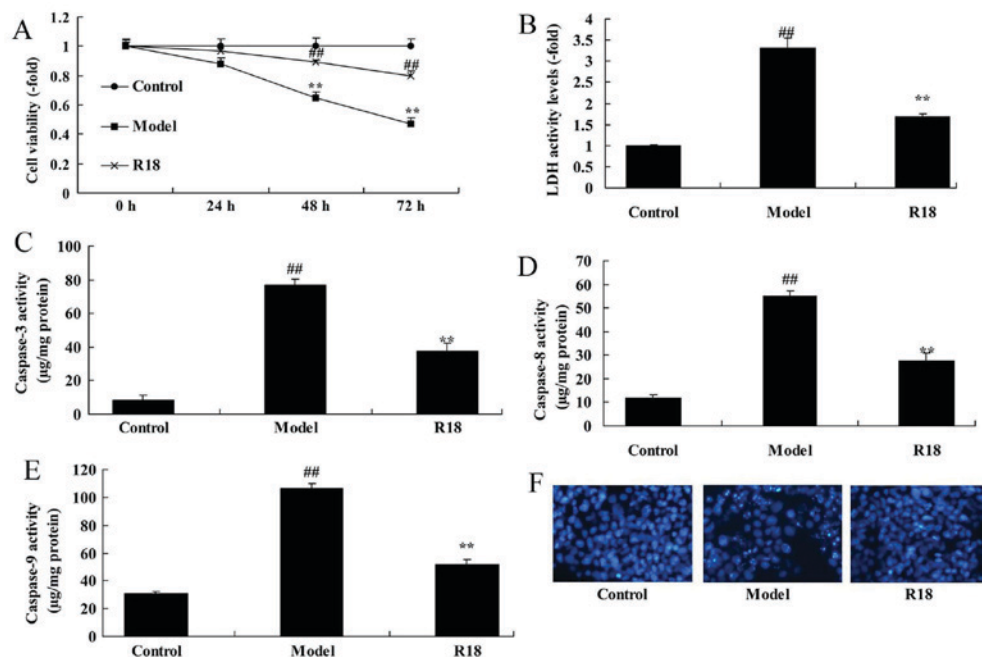 A
Cell viability (-fold)
1.2
1
0.8
0.6
0.4
0.2
0
##
##
**
**
Control
Model
R18
0 h 24 h 48 h 72 h
B
LDH activity levels (-fold)
4
3.5
3
2.5
2
1.5
1
0.5
0
##
**
Control Model R18
C
Caspase-3 activity
(µg/mg protein)
100
80
60
40
20
0
##
**
Control Model R18
D
Caspase-8 activity
(µg/mg protein)
70
60
50
40
30
20
10
0
##
**
Control Model R18
E
Caspase-9 activity
(µg/mg protein)
120
100
80
60
40
20
0
##
**
Control Model R18
F
Control Model R18